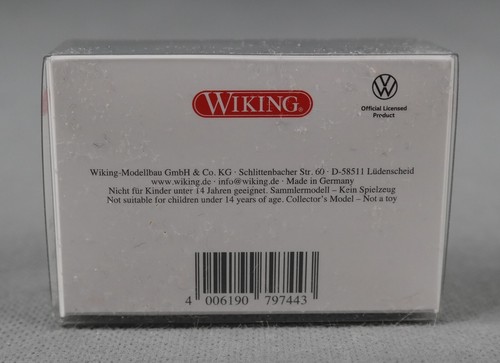 WIKING®
Official Licensed
Product
Wiking-Modellbau GmbH & Co. KG · Schlittenbacher Str. 60 · D-58511 Lüdenscheid
www.wiking.de · info@wiking.de · Made in Germany
Nicht für Kinder unter 14 Jahren geeignet. Sammlermodell – Kein Spielzeug
Not suitable for children under 14 years of age. Collector's Model – Not a toy
4 006190 797443